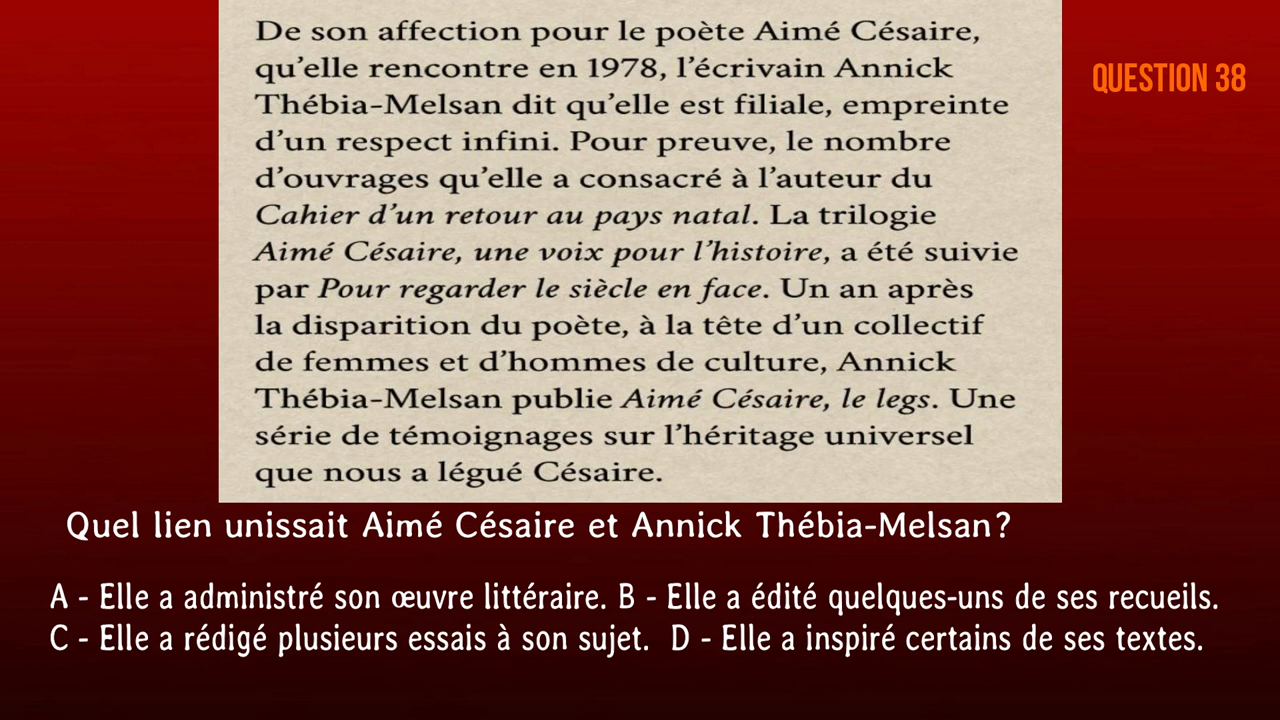 De son affection pour le poète Aimé Césaire,
qu'elle rencontre en 1978, l'écrivain Annick
Thébia-Melsan dit qu'elle est filiale, empreinte
d'un respect infini. Pour preuve, le nombre
d'ouvrages qu'elle a consacré à l'auteur du
Cahier d'un retour au pays natal. La trilogie
Aimé Césaire, une voix pour l'histoire, a été suivie
par Pour regarder le siècle en face. Un an après
la disparition du poète, à la tête d'un collectif
de femmes et d'hommes de culture, Annick
Thébia-Melsan publie Aimé Césaire, le legs. Une
série de témoignages sur l'héritage universel
que nous a légué Césaire.
QUESTION 38
Quel lien unissait Aimé Césaire et Annick Thébia-Melsan?
A - Elle a administré son œuvre littéraire. B - Elle a édité quelques-uns de ses recueils.
C - Elle a rédigé plusieurs essais à son sujet. D - Elle a inspiré certains de ses textes.